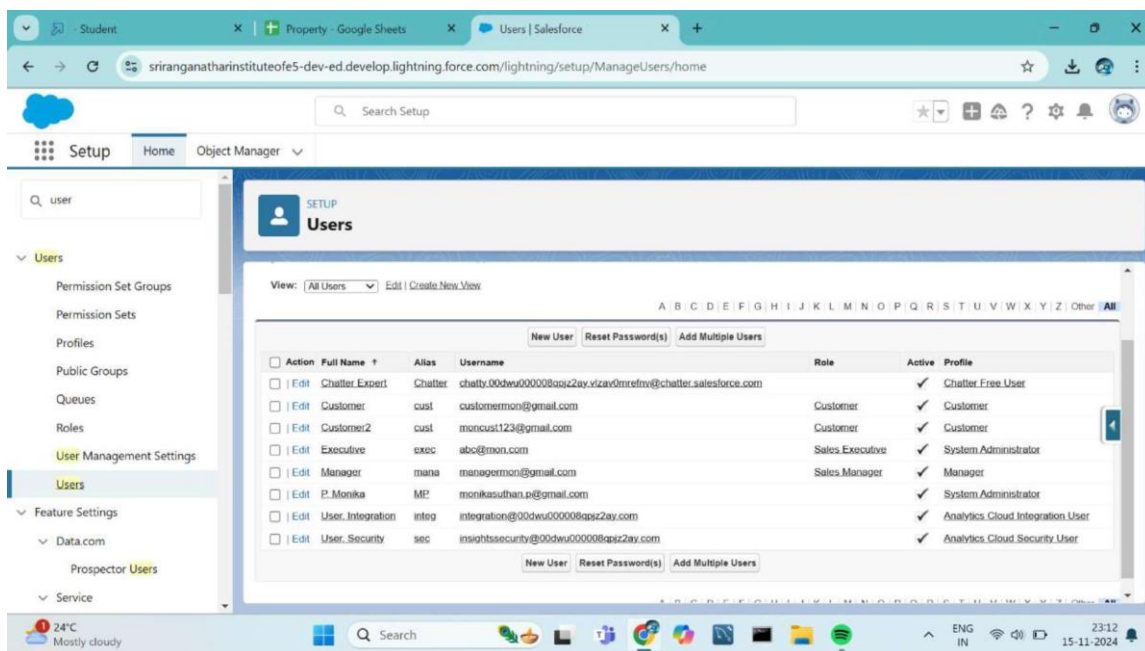 - Student
Property - Google Sheets
Users | Salesforce
sriranganatharinstituteofe5-dev-ed.develop.lightning.force.com/lightning/setup/ManageUsers/home
Search Setup
Setup Home Object Manager
user
SETUP
Users
Users
Permission Set Groups
Permission Sets
Profiles
Public Groups
Queues
Roles
User Management Settings
Users
Feature Settings
Data.com
Prospector Users
Service
View: All Users Edit | Create New View
A B C D E F G H I J K L M N O P Q R S T U V W X Y Z Other All
New User Reset Password(s) Add Multiple Users
Action Full Name ↑ Alias Username Role Active Profile
| Edit Chatter Expert Chatter chatty.00dwu000008qpjz2ay.vlzav0mrefnv@chatter.salesforce.com Chatter Free User
| Edit Customer cust customermon@gmail.com Customer Customer
| Edit Customer2 cust moncust123@gmail.com Customer Customer
| Edit Executive exec abc@mon.com Sales Executive System Administrator
| Edit Manager mana managermon@gmail.com Sales Manager Manager
| Edit P. Monika MP monikasuthan.p@gmail.com System Administrator
| Edit User, Integration integ integration@00dwu000008qpjz2ay.com Analytics Cloud Integration User
| Edit User, Security sec insightssecurity@00dwu000008qpjz2ay.com Analytics Cloud Security User
New User Reset Password(s) Add Multiple Users
24°C
Mostly cloudy
Search
ENG
IN
23:12
15-11-2024